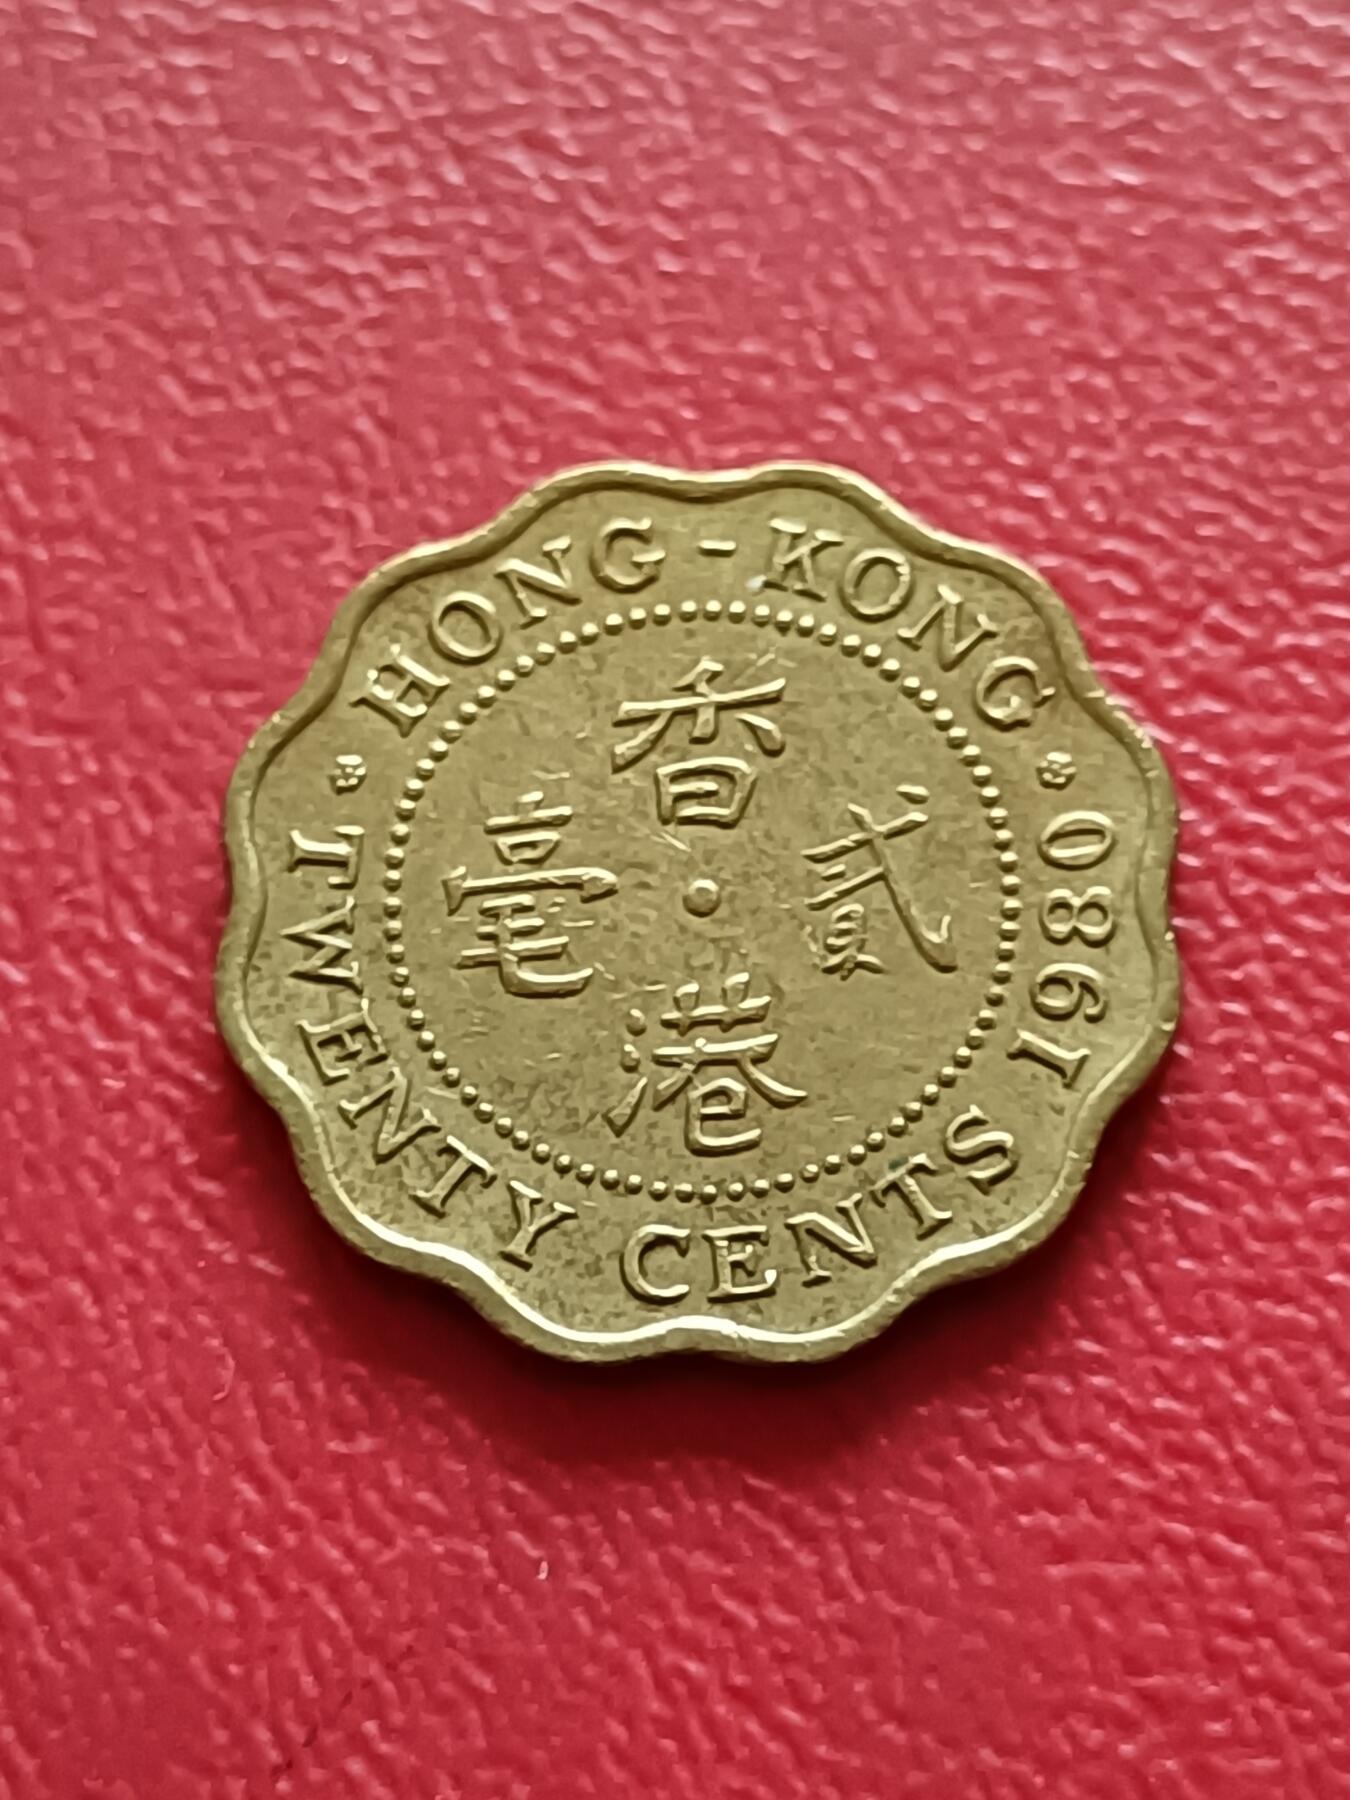 HONG-KONG
香港
貳毫
TWENTY CENTS 1980